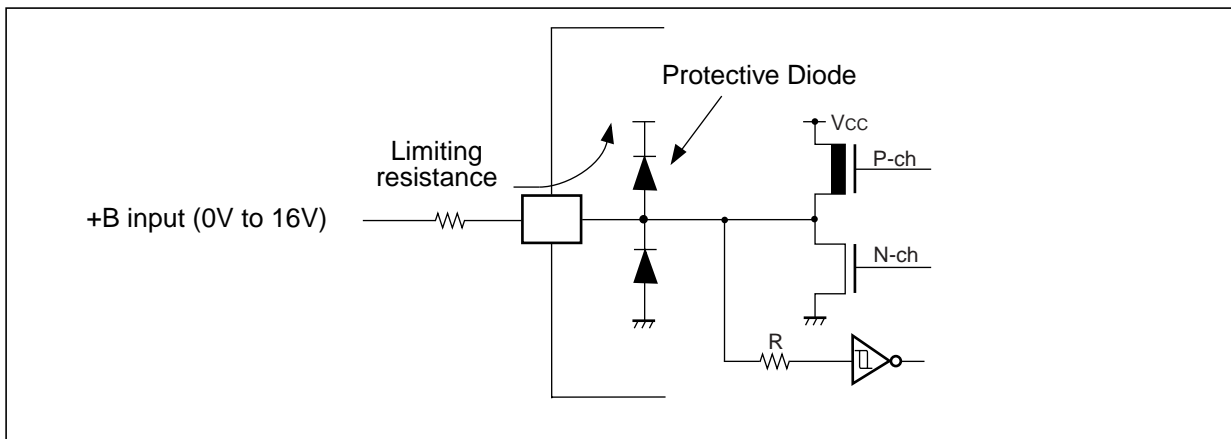 Protective Diode
VCC
P-ch
Limiting
resistance
+B input (0V to 16V)
N-ch
R